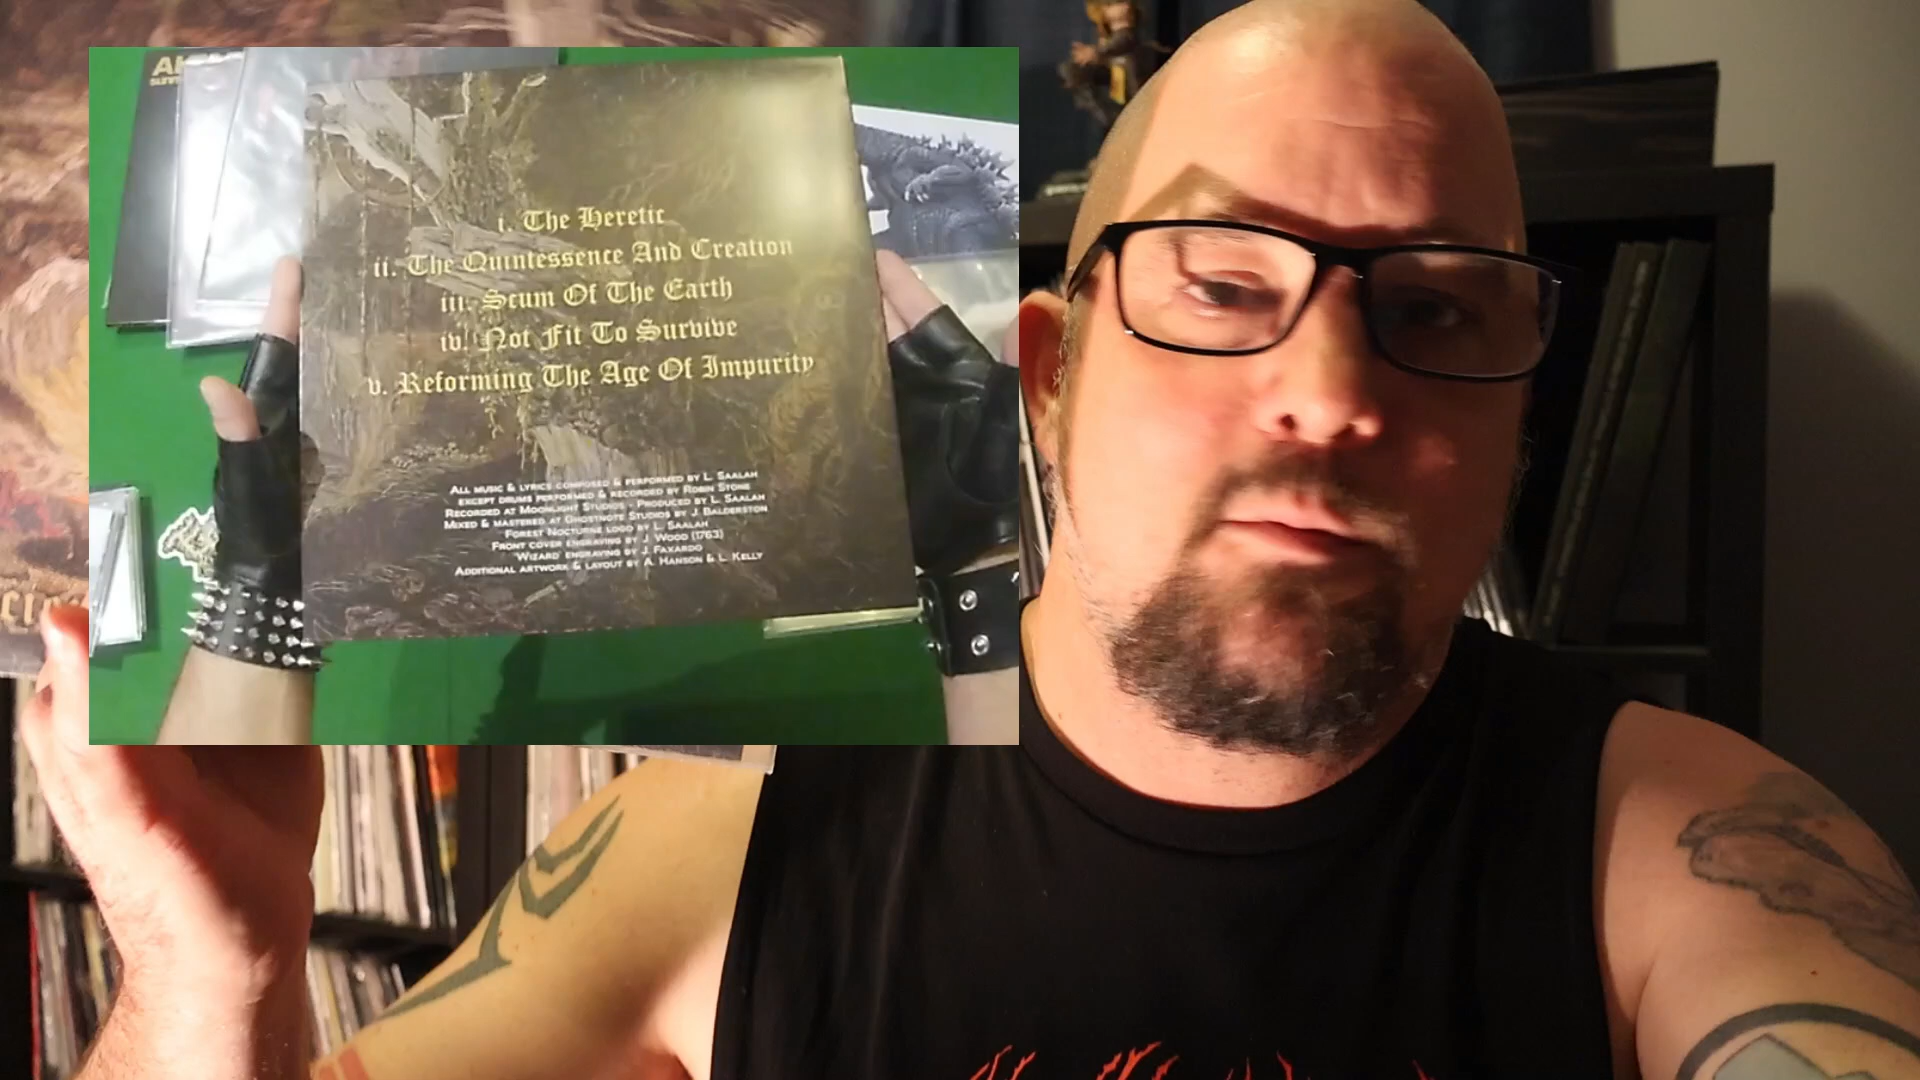 i. The Heretic
ii. The Quintessence And Creation
iii. Scum Of The Earth
iv. Not Fit To Survive
v. Reforming The Age Of Impurity
All music & lyrics composed & performed by L. Saalah
except drums performed & recorded by Robin Stone
Recorded at Moonlight Studios - Produced by L. Saalah
Mixed & mastered at Ghostnote Studios by J. Balderston
Forest Nocturne logo by L. Saalah
Front cover engraving by J. Wood (1763)
'Wizard' engraving by J. Faxardo
Additional artwork & layout by A. Hanson & L. Kelly